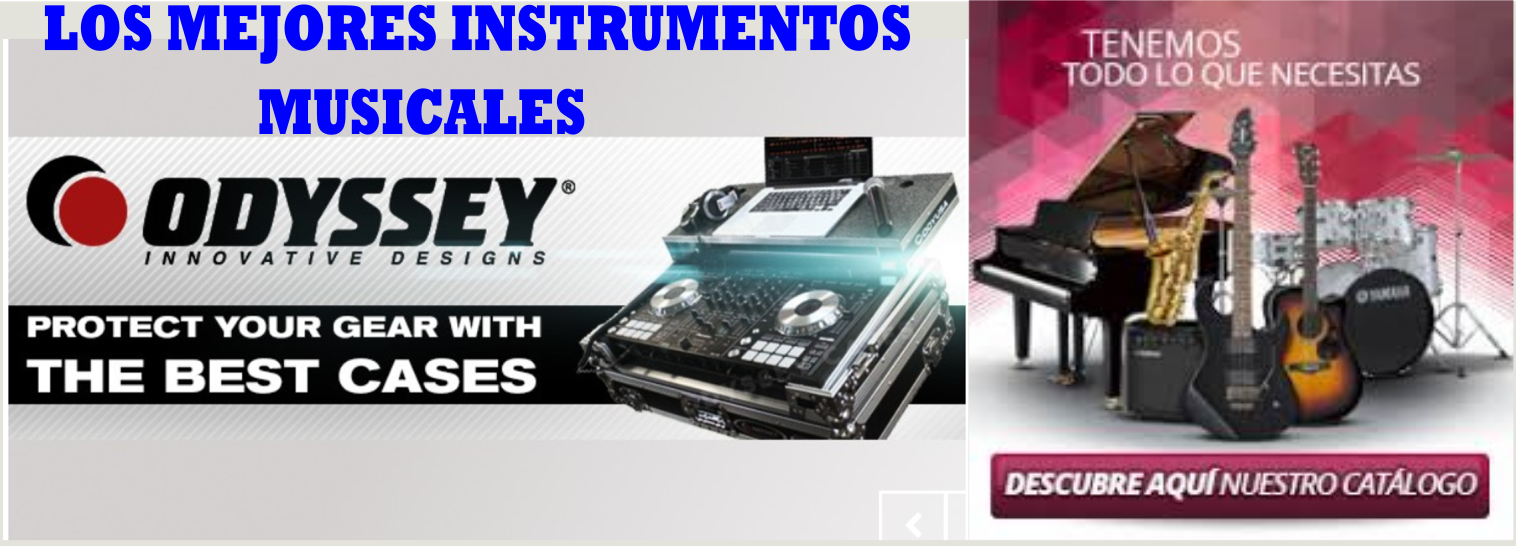 LOS MEJORES INSTRUMENTOS
MUSICALES
ODYSSEY®
INNOVATIVE DESIGNS
PROTECT YOUR GEAR WITH
THE BEST CASES
TENEMOS
TODO LO QUE NECESITAS
YAMAHA
DESCUBRE AQUÍ NUESTRO CATÁLOGO